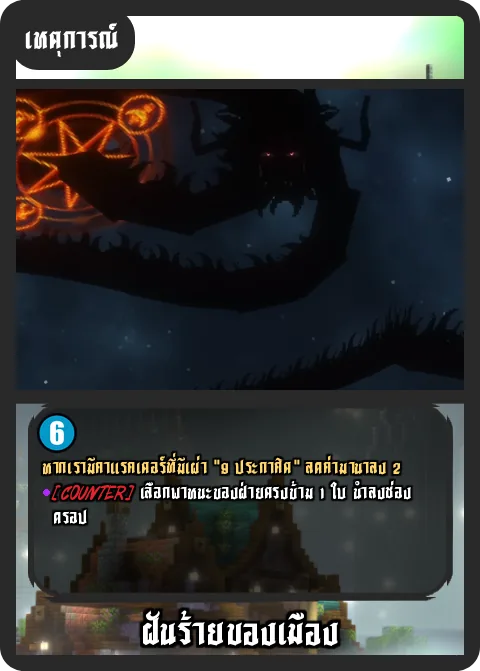 เหตุการณ์
6
หากเรามีคาแรคเตอร์ที่มีเผ่า "9 ประกาศิต" ลดค่ามานาลง 2
•[COUNTER] เลือกพาหนะของฝ่ายตรงข้าม 1 ใบ นำลงช่อง
ดรอป
ฝันร้ายของเมือง